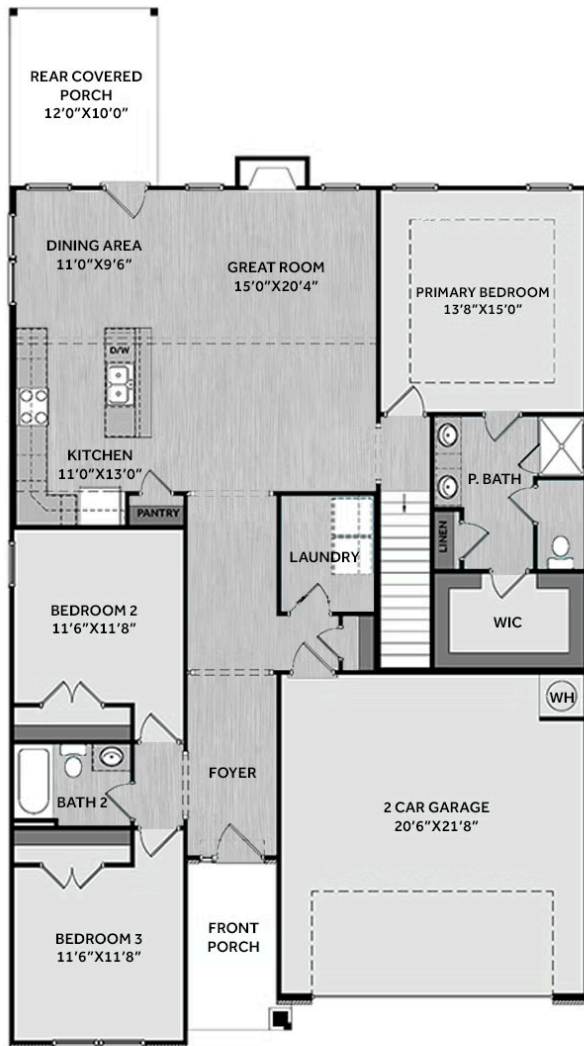 REAR COVERED
PORCH
12'0"X10'0"
DINING AREA
11'0"X9'6"
GREAT ROOM
15'0"X20'4"
PRIMARY BEDROOM
13'8"X15'0"
D/W
KITCHEN
11'0"X13'0"
P. BATH
PANTRY
LINEN
LAUNDRY
BEDROOM 2
11'6"X11'8"
WIC
WH
FOYER
BATH 2
2 CAR GARAGE
20'6"X21'8"
FRONT
PORCH
BEDROOM 3
11'6"X11'8"